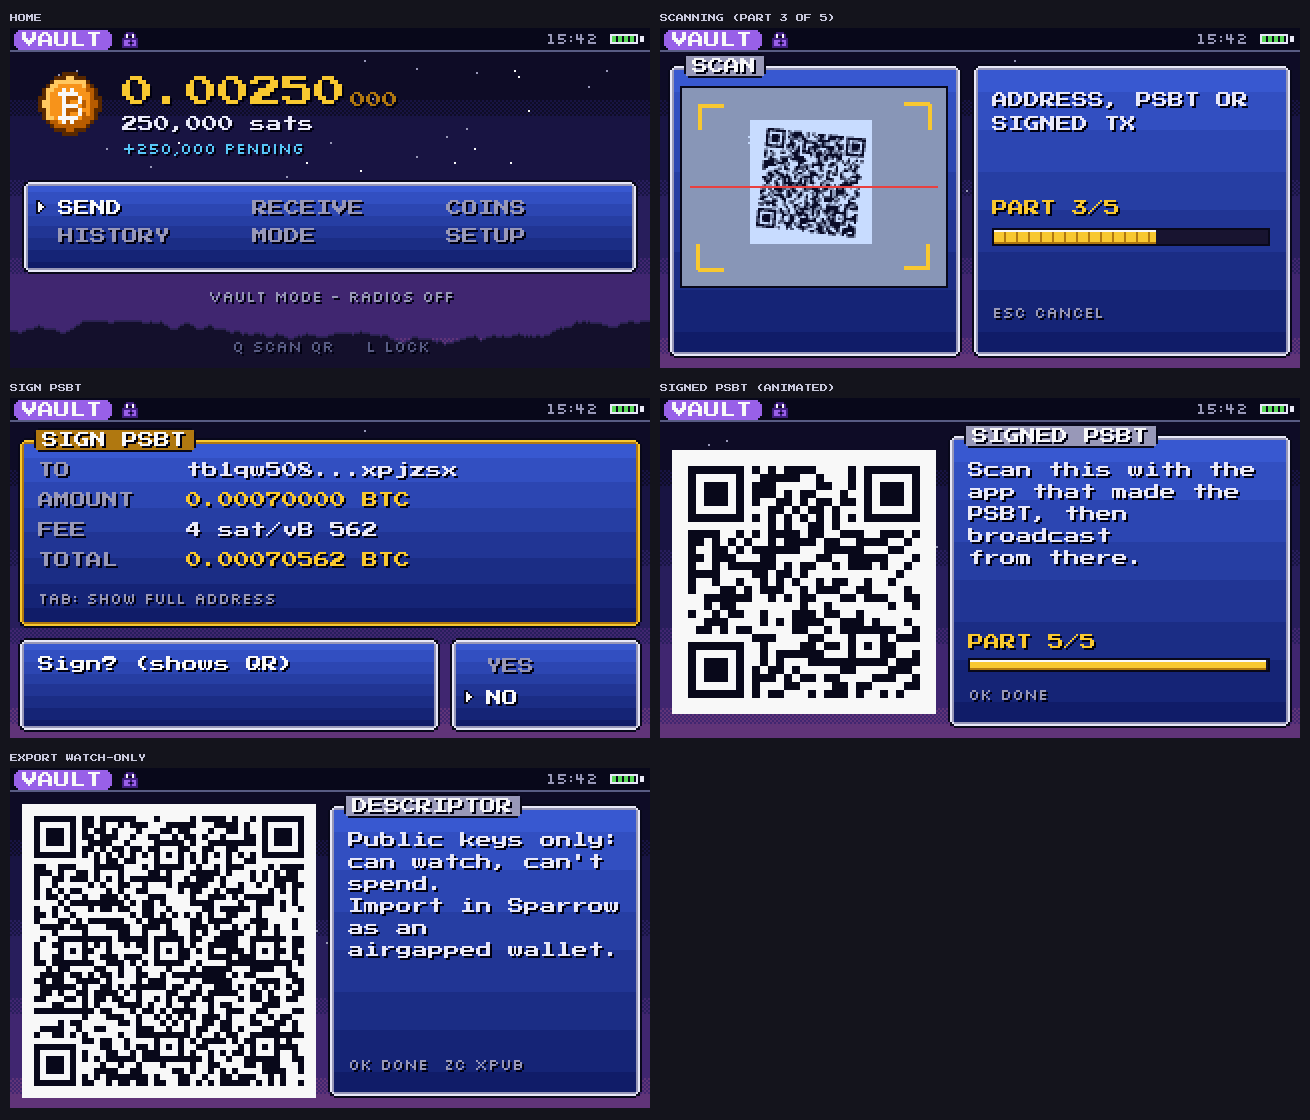 HOME
VAULT
15:42
0.00250000
250,000 sats
+250,000 PENDING
SEND RECEIVE COINS
HISTORY MODE SETUP
VAULT MODE - RADIOS OFF
Q SCAN QR L LOCK
SCANNING (PART 3 OF 5)
VAULT
15:42
SCAN
ADDRESS, PSBT OR
SIGNED TX
PART 3/5
ESC CANCEL
SIGN PSBT
VAULT
15:42
SIGN PSBT
TO tb1qw508...xpjzsx
AMOUNT 0.00070000 BTC
FEE 4 sat/vB 562
TOTAL 0.00070562 BTC
TAB: SHOW FULL ADDRESS
Sign? (shows QR)
YES
NO
SIGNED PSBT (ANIMATED)
VAULT
15:42
SIGNED PSBT
Scan this with the
app that made the
PSBT, then
broadcast
from there.
PART 5/5
OK DONE
EXPORT WATCH-ONLY
VAULT
15:42
DESCRIPTOR
Public keys only:
can watch, can't
spend.
Import in Sparrow
as an
airgapped wallet.
OK DONE ZC XPUB